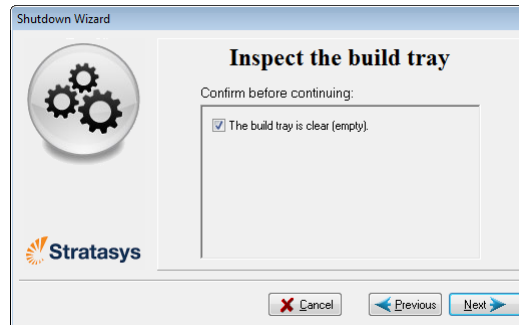 Shutdown Wizard
Inspect the build tray
Confirm before continuing:
The build tray is clear (empty).
Stratasys
Cancel
Previous
Next